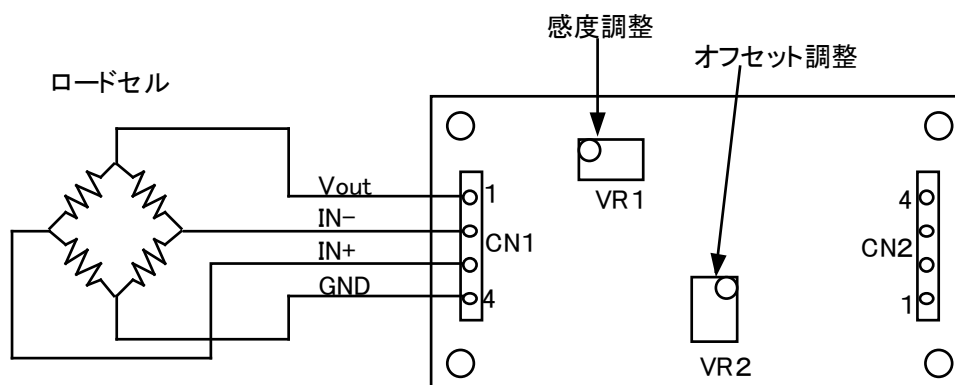 感度調整
オフセット調整
ロードセル
Vout
IN-
IN+
GND
1
CN1
4
VR1
VR2
4
CN2
1